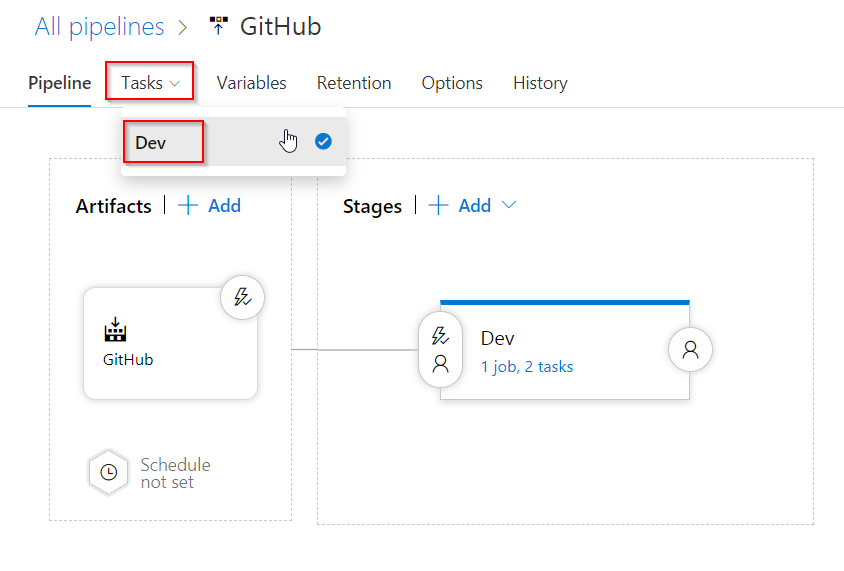 All pipelines > GitHub
Pipeline Tasks Variables Retention Options History
Dev
Artifacts | + Add
Stages | + Add
GitHub
Schedule
not set
Dev
1 job, 2 tasks